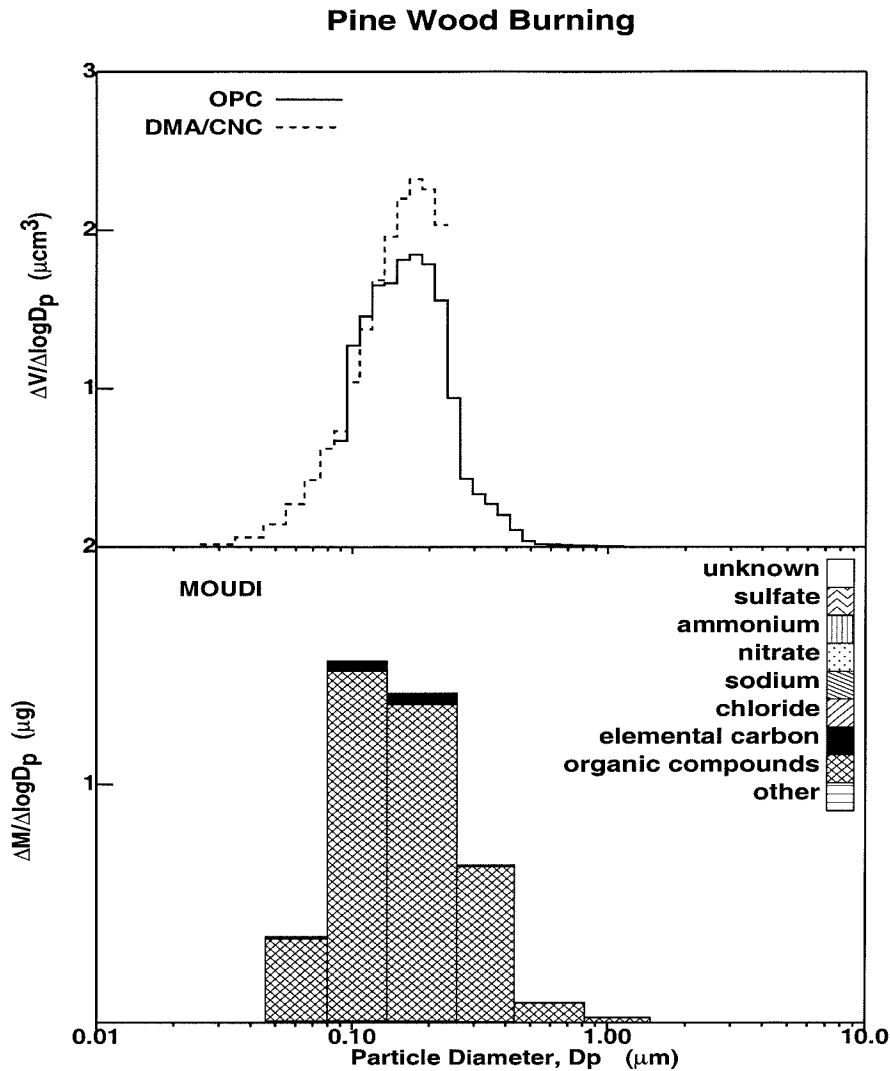 Pine Wood Burning
3
OPC
DMA/CNC
2
1
ΔV/ΔlogDp (μcm³)
2
MOUDI
unknown
sulfate
ammonium
nitrate
sodium
chloride
elemental carbon
organic compounds
other
1
ΔM/ΔlogDp (μg)
0.01 0.10 1.00 10.0
Particle Diameter, Dp (μm)